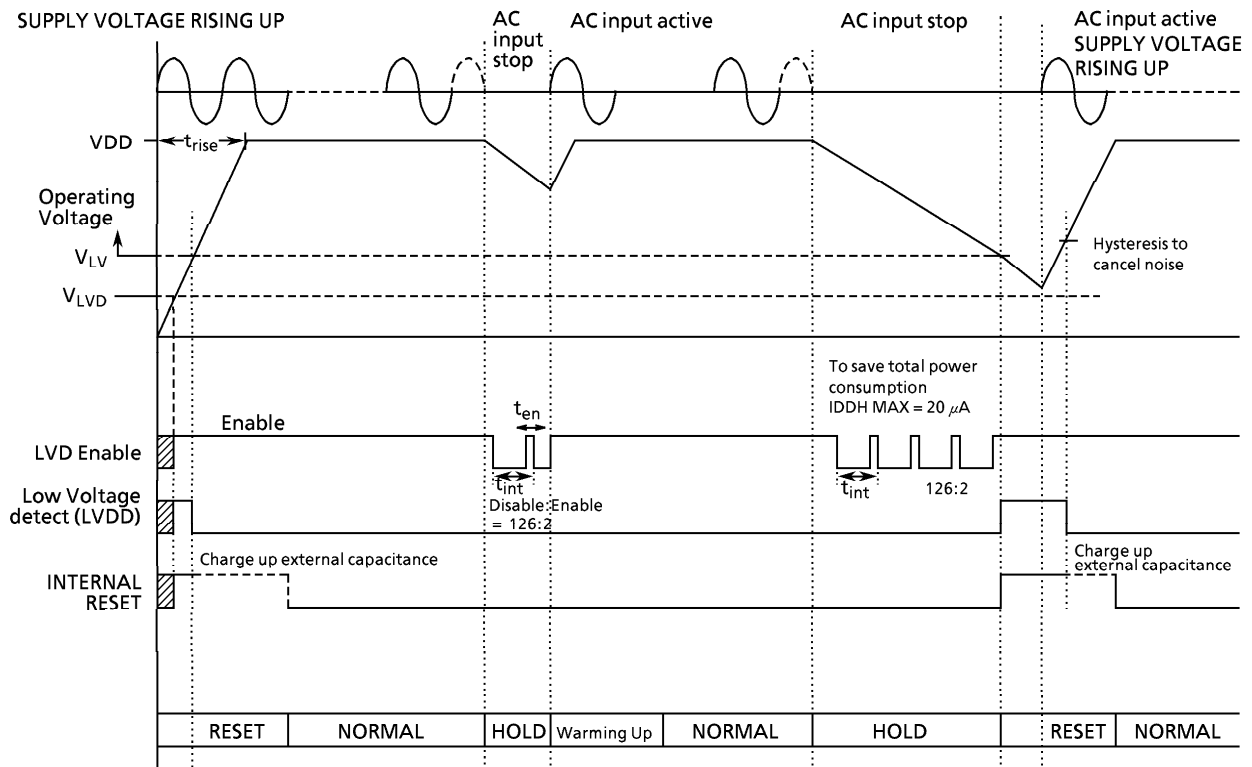 SUPPLY VOLTAGE RISING UP
AC
input
stop
AC input active
AC input stop
AC input active
SUPPLY VOLTAGE
RISING UP
VDD
trise
Operating
Voltage
VLV
VLVD
Hysteresis to
cancel noise
To save total power
consumption
IDDH MAX = 20 μA
Enable
ten
LVD Enable
tint
tint
126:2
Disable:Enable
= 126:2
Low Voltage
detect (LVDD)
Charge up external capacitance
Charge up
external capacitance
INTERNAL
RESET
RESET
NORMAL
HOLD
Warming Up
NORMAL
HOLD
RESET
NORMAL